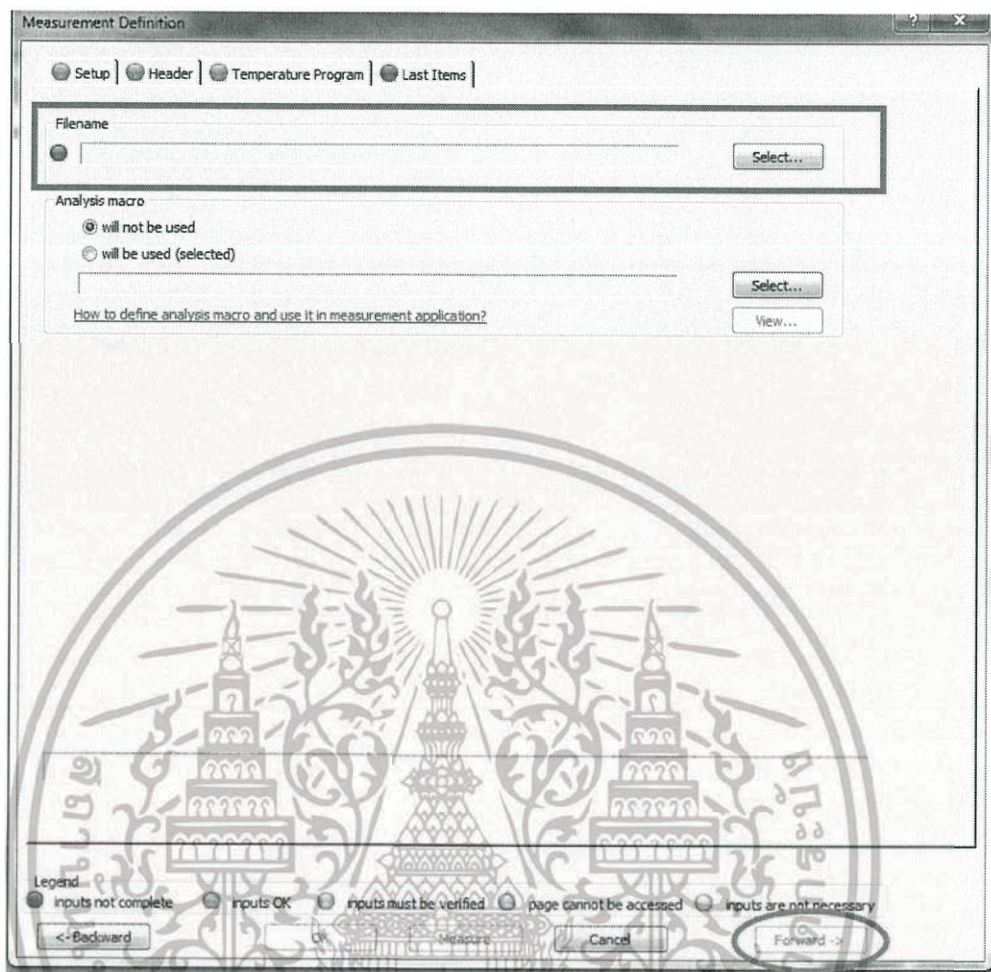 Measurement Definition
? X
Setup Header Temperature Program Last Items
Filename
Select...
Analysis macro
will not be used
will be used (selected)
Select...
How to define analysis macro and use it in measurement application?
View...
Legend
inputs not complete inputs OK inputs must be verified page cannot be accessed inputs are not necessary
<- Backward OK Measure Cancel Forward ->